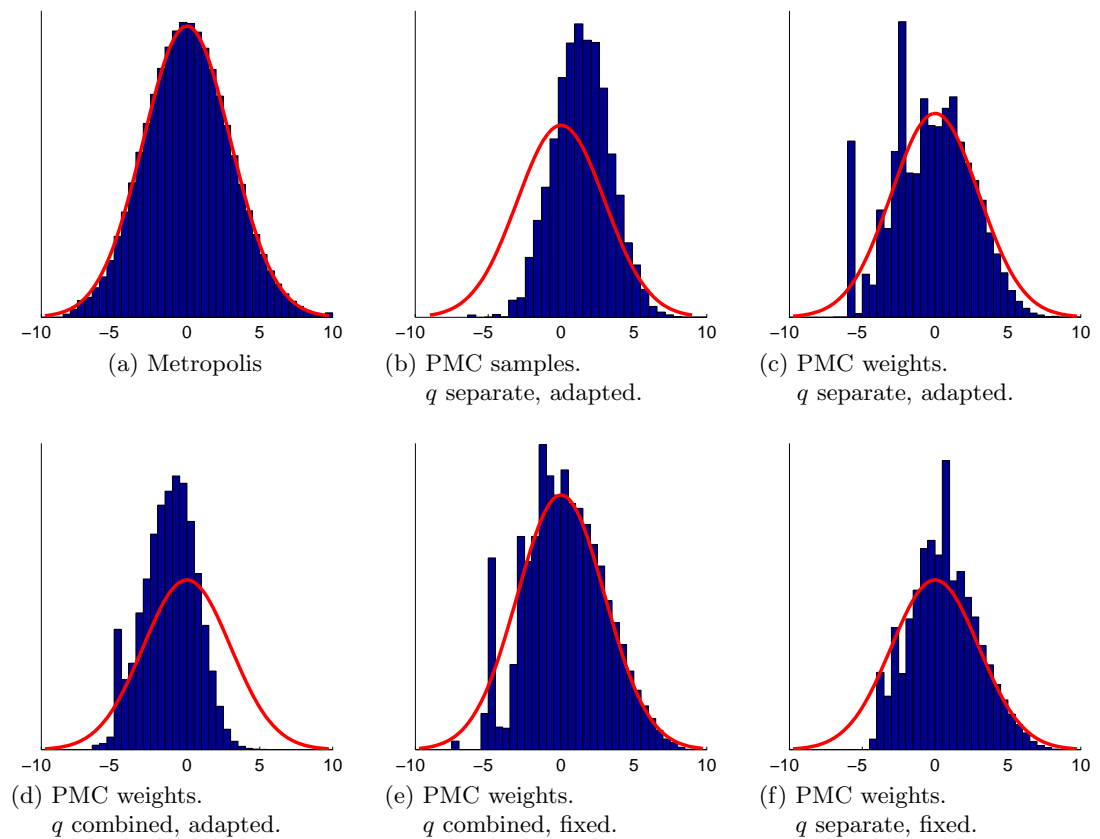 −10 −5 0 5 10
(a) Metropolis
−10 −5 0 5 10
(b) PMC samples.
q separate, adapted.
−10 −5 0 5 10
(c) PMC weights.
q separate, adapted.
−10 −5 0 5 10
(d) PMC weights.
q combined, adapted.
−10 −5 0 5 10
(e) PMC weights.
q combined, fixed.
−10 −5 0 5 10
(f) PMC weights.
q separate, fixed.